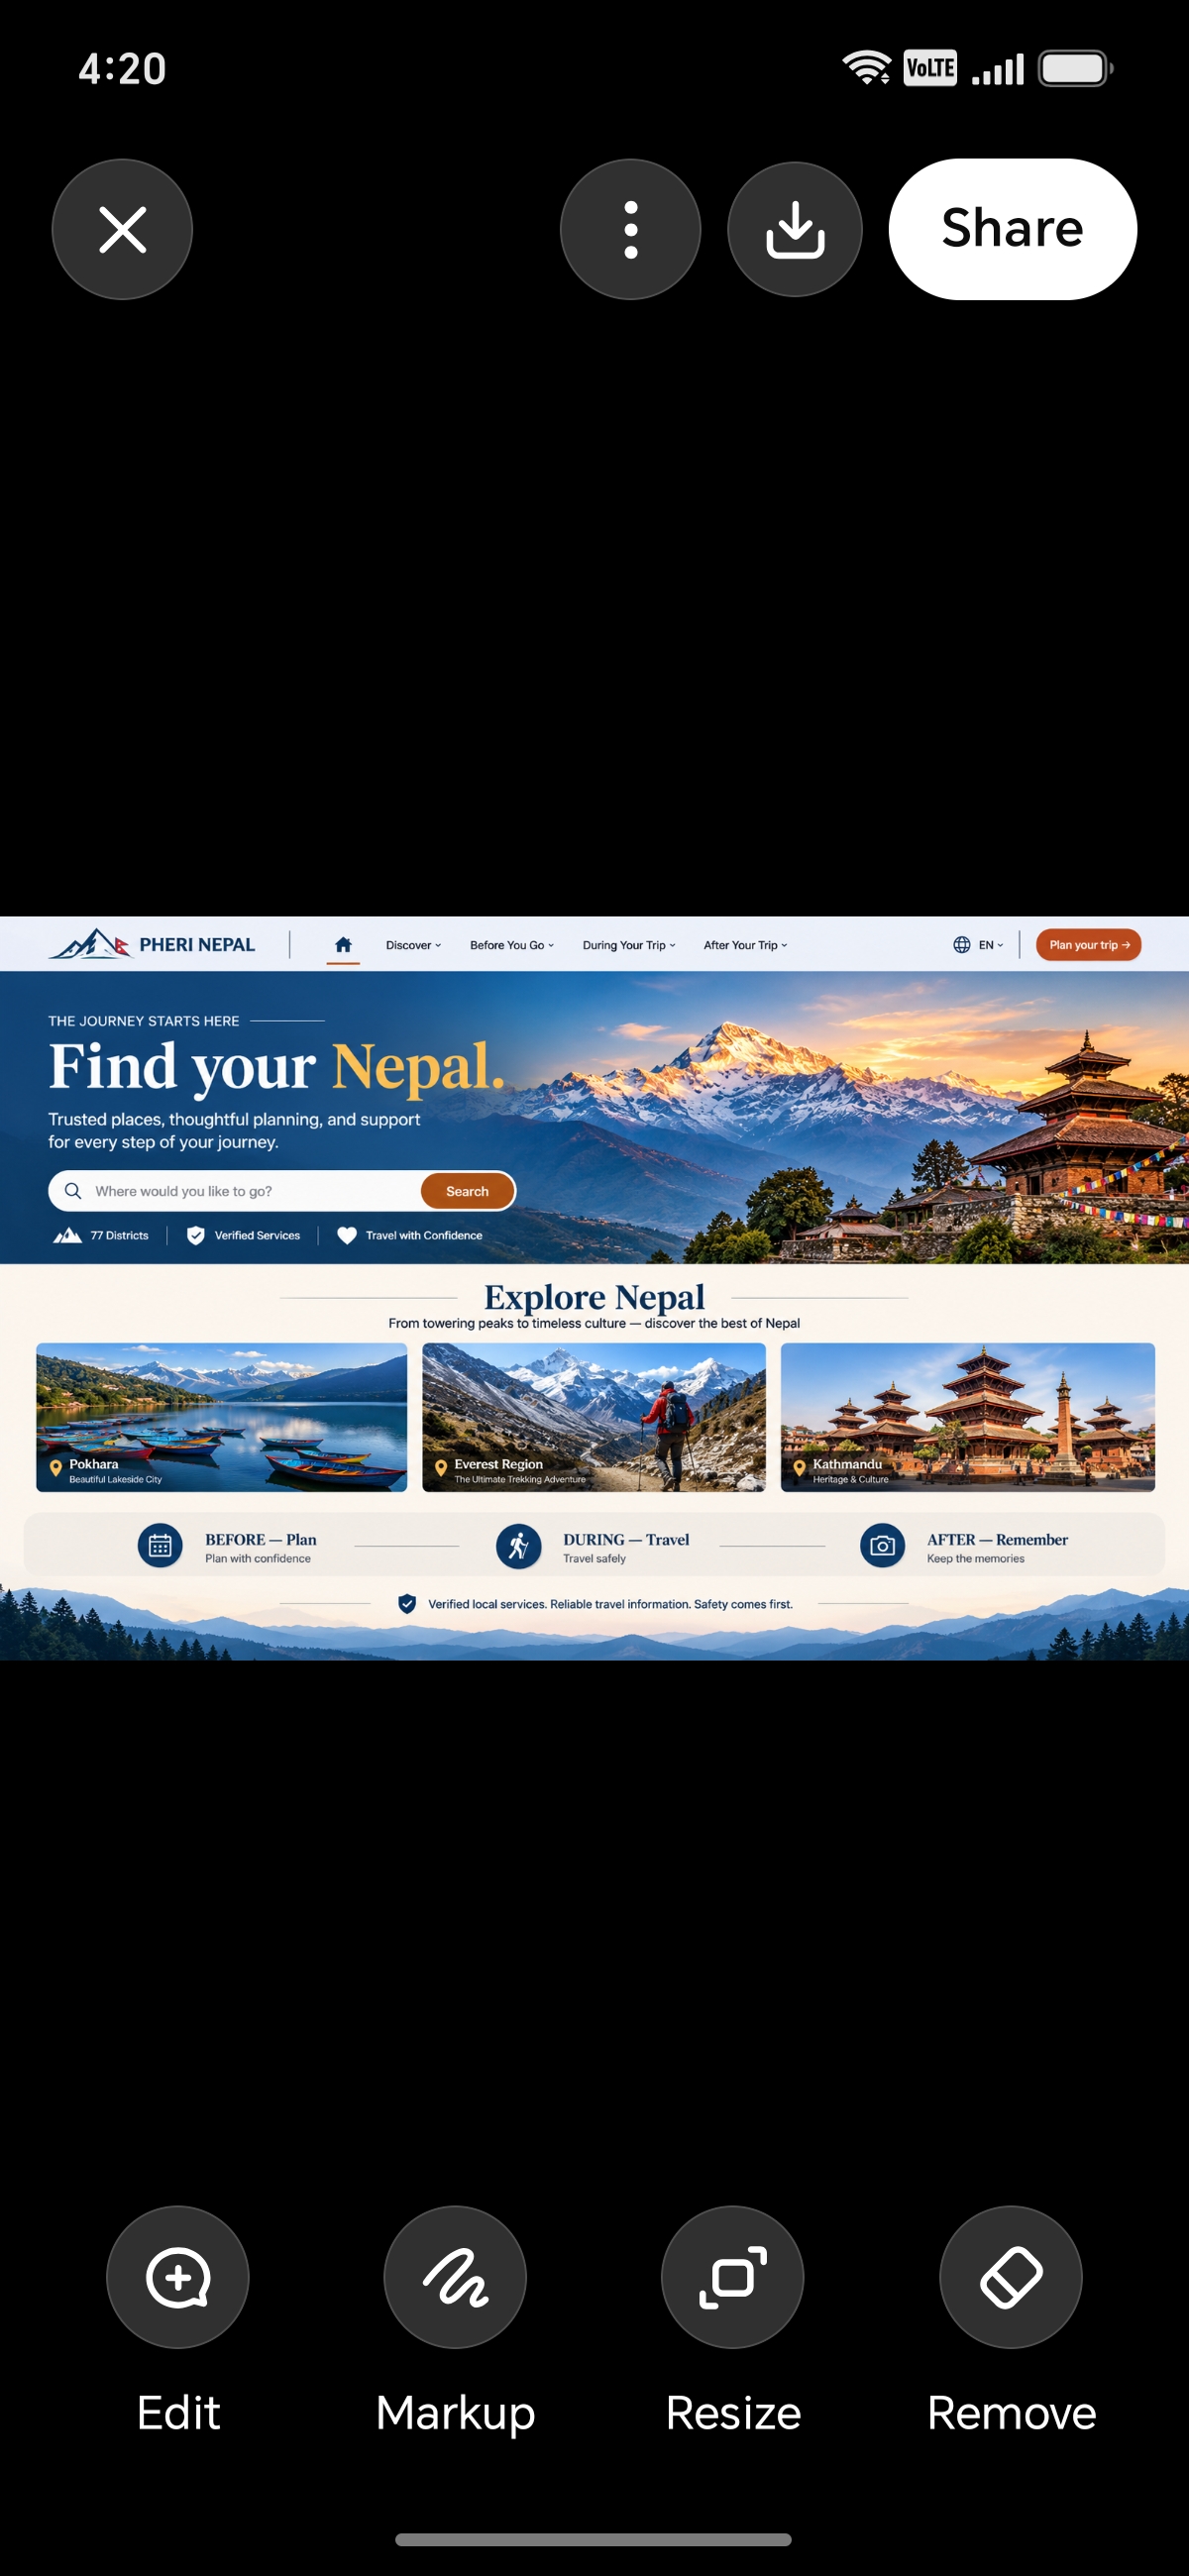 4:20
VoLTE
Share
PHERI NEPAL
Discover
Before You Go
During Your Trip
After Your Trip
EN
Plan your trip →
THE JOURNEY STARTS HERE
Find your Nepal.
Trusted places, thoughtful planning, and support
for every step of your journey.
Where would you like to go?
Search
77 Districts
Verified Services
Travel with Confidence
Explore Nepal
From towering peaks to timeless culture — discover the best of Nepal
Pokhara
Beautiful Lakeside City
Everest Region
The Ultimate Trekking Adventure
Kathmandu
Heritage & Culture
BEFORE — Plan
Plan with confidence
DURING — Travel
Travel safely
AFTER — Remember
Keep the memories
Verified local services. Reliable travel information. Safety comes first.
Edit
Markup
Resize
Remove